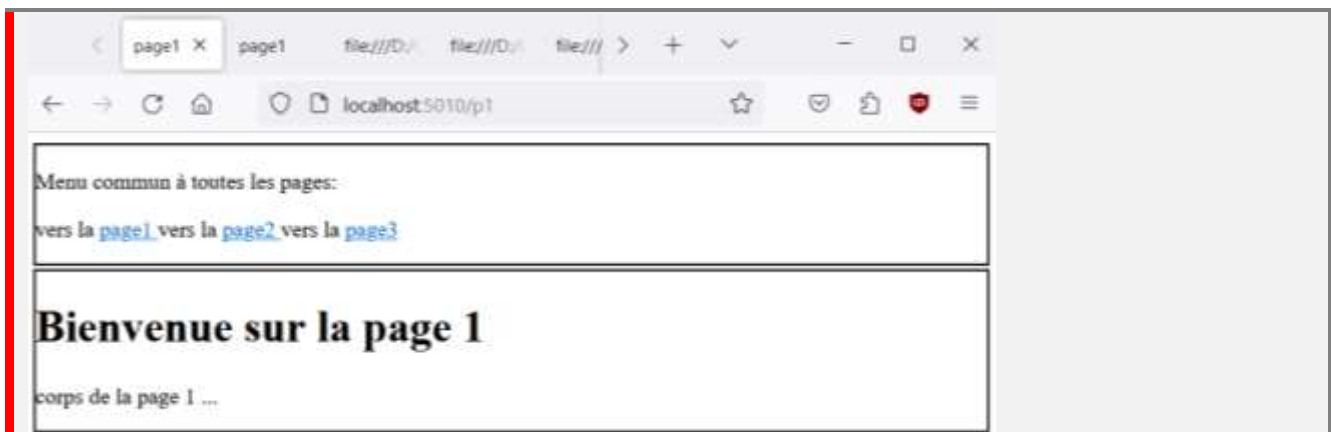 page1 page1 file:///D:/ file:///D:/ file:///
localhost:5010/p1
Menu commun à toutes les pages:
vers la page1 vers la page2 vers la page3
Bienvenue sur la page 1
corps de la page 1 ...